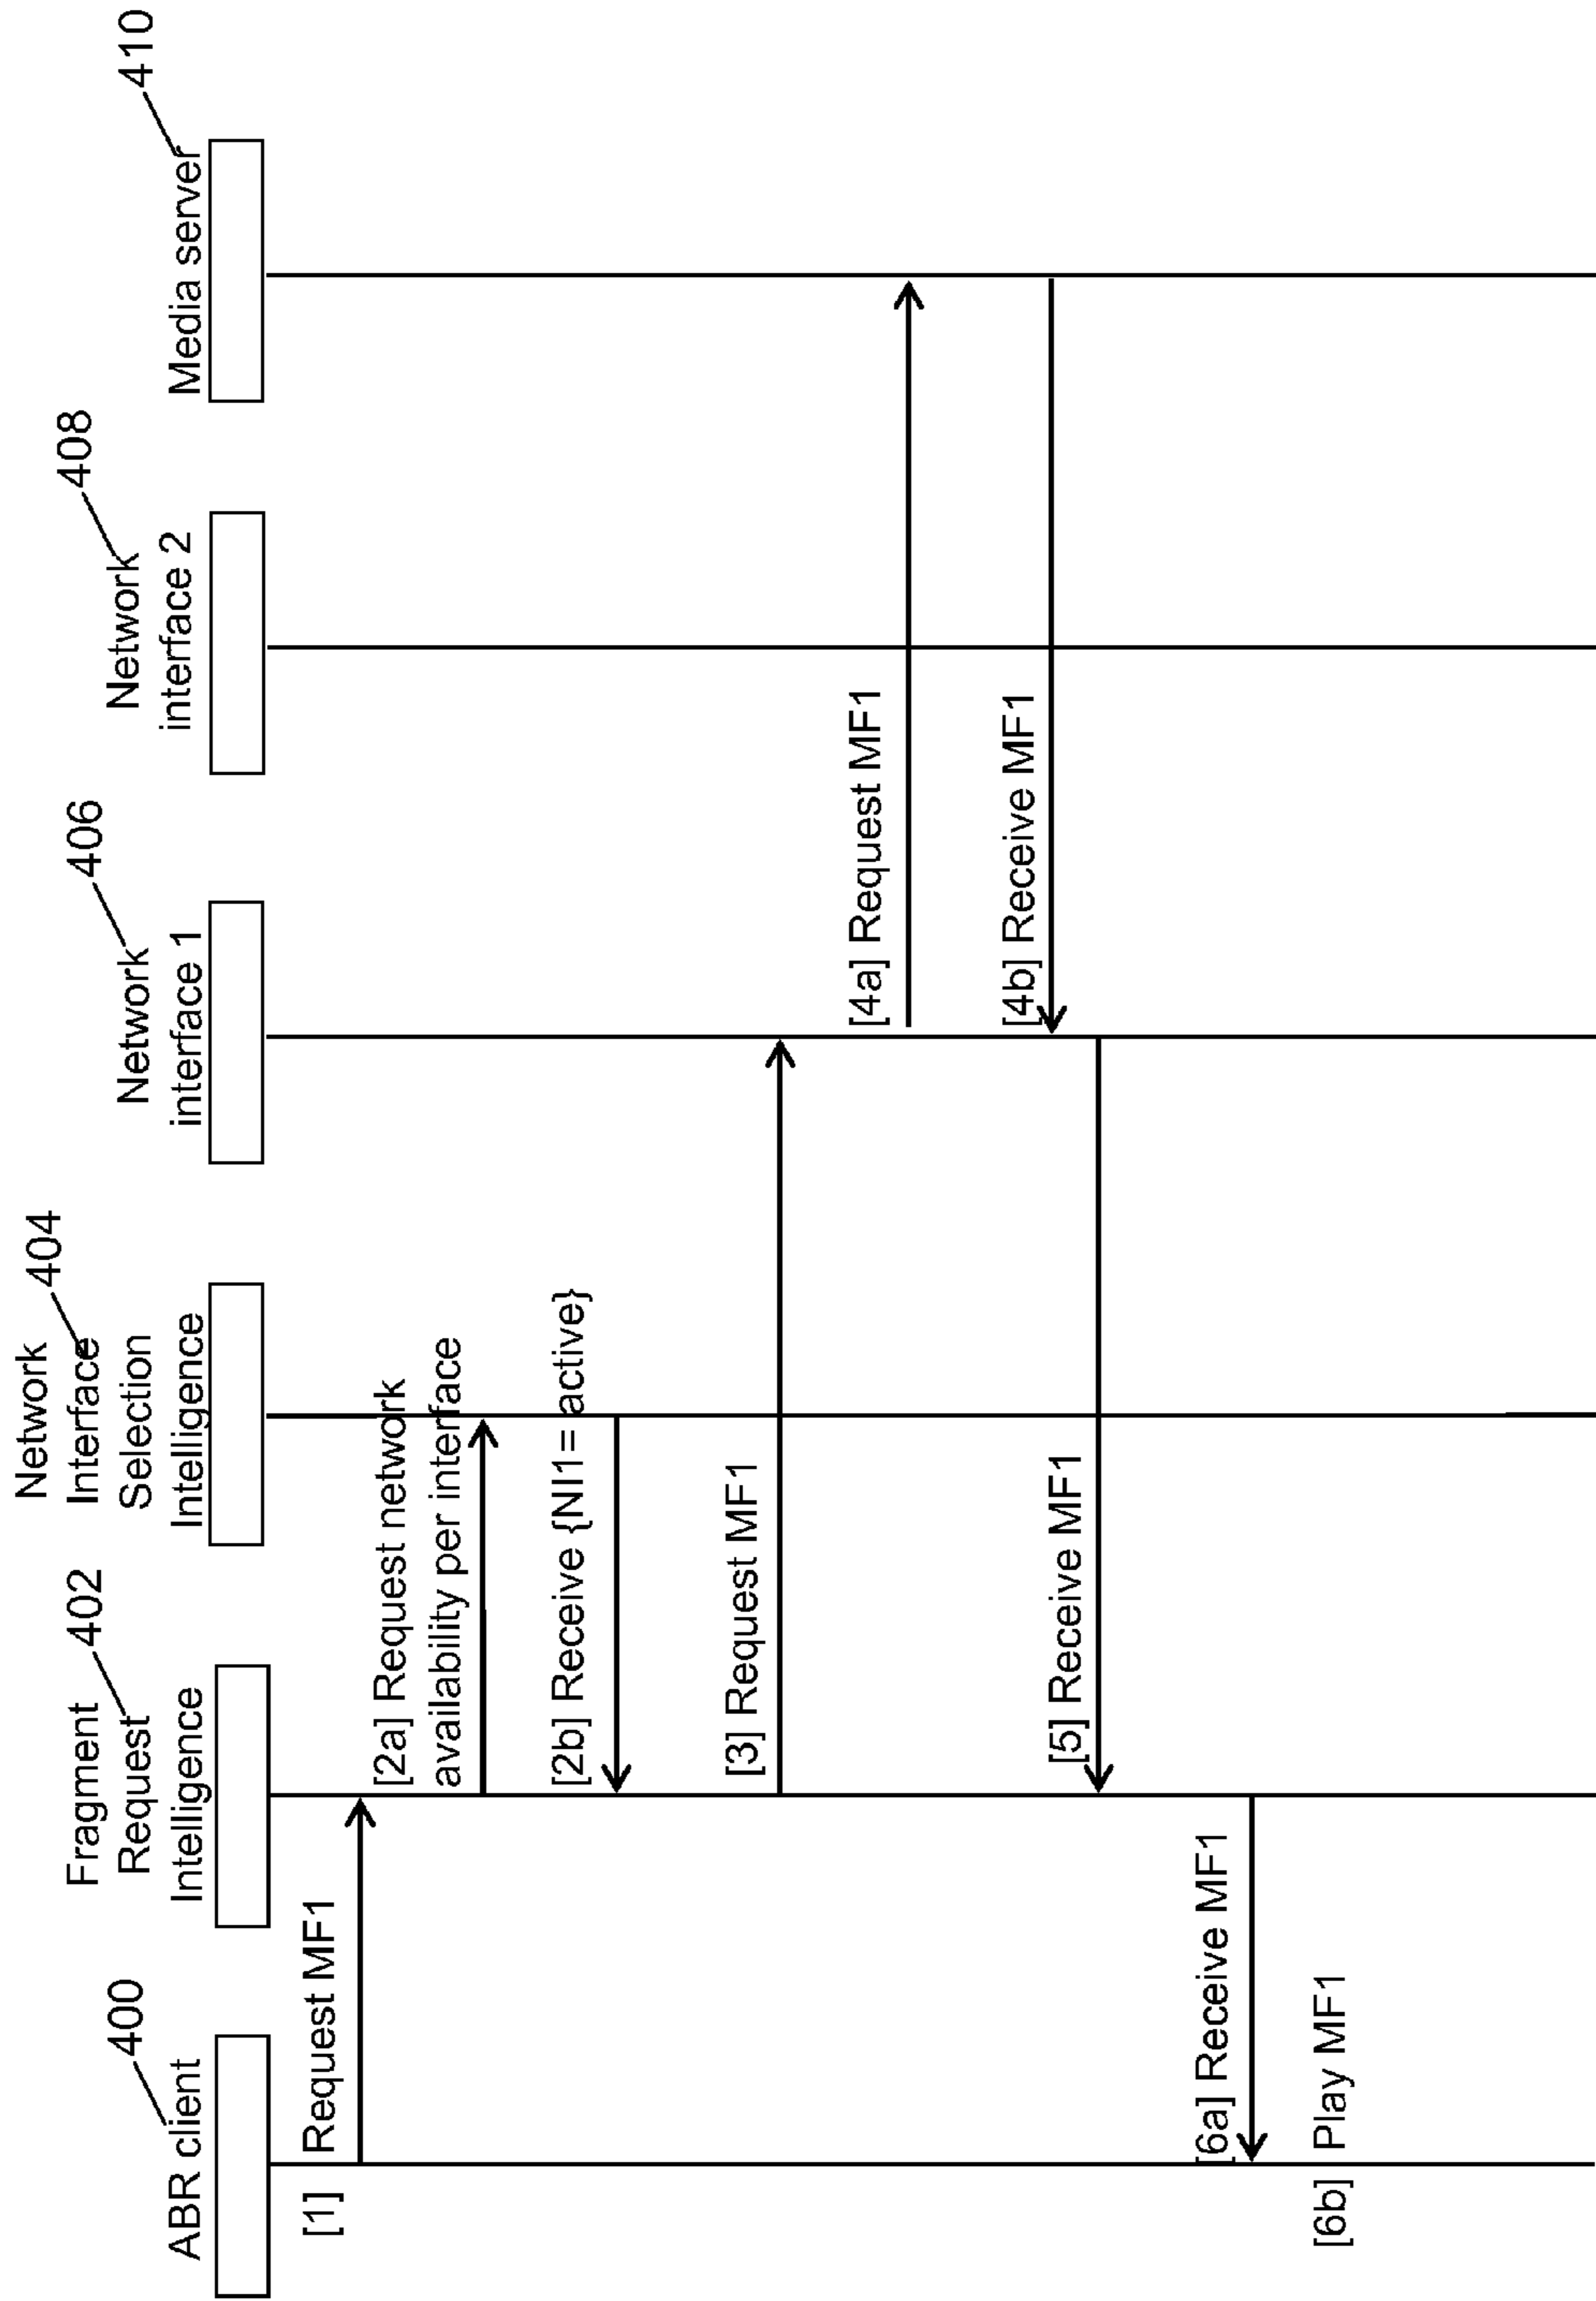 ABR client
400
Fragment
Request
Intelligence
402
Network
Interface
Selection
Intelligence
404
Network
interface 1
406
Network
interface 2
408
Media server
410
[1] Request MF1
[2a] Request network
availability per interface
[2b] Receive {NI1= active}
[3] Request MF1
[4a] Request MF1
[4b] Receive MF1
[5] Receive MF1
[6a] Receive MF1
[6b] Play MF1